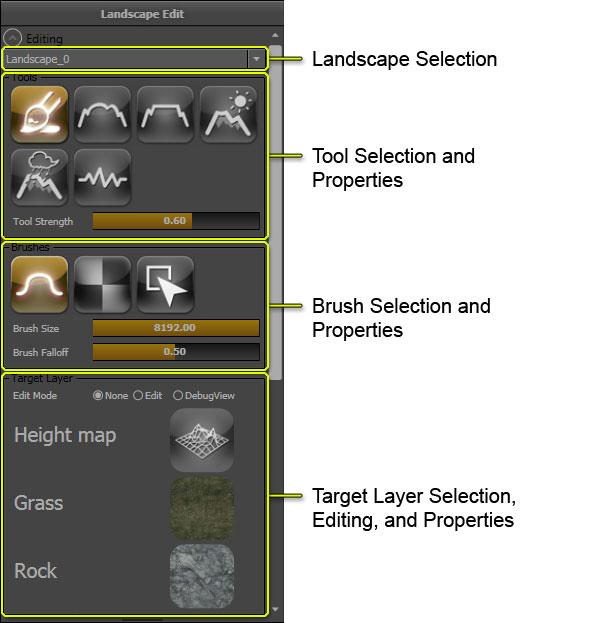 Landscape Edit
Editing
Landscape_0
Landscape Selection
Tools
Tool Selection and
Properties
Tool Strength 0.60
Brushes
Brush Selection and
Properties
Brush Size 8192.00
Brush Falloff 0.50
Target Layer
Edit Mode None Edit DebugView
Height map
Grass
Target Layer Selection,
Editing, and Properties
Rock